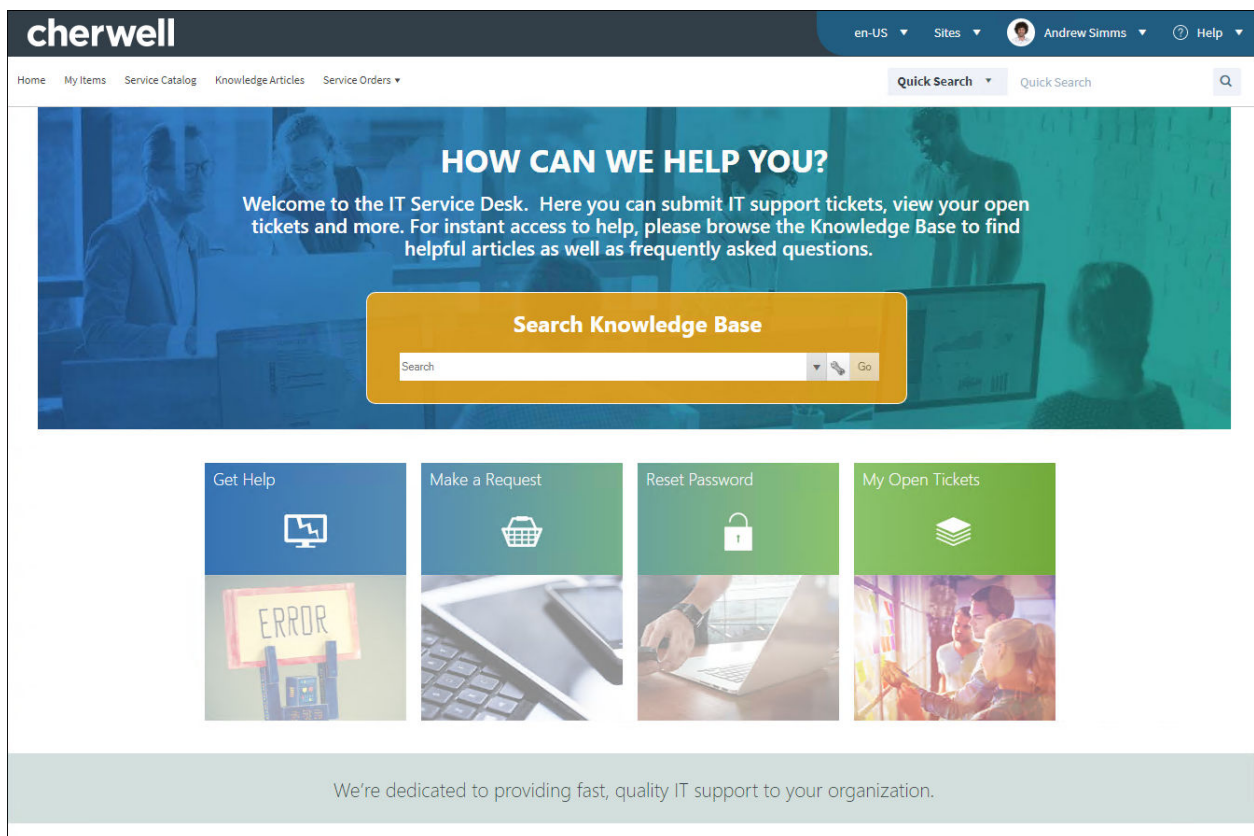 cherwell
en-US Sites Andrew Simms ? Help
Home My Items Service Catalog Knowledge Articles Service Orders
Quick Search Quick Search
HOW CAN WE HELP YOU?
Welcome to the IT Service Desk. Here you can submit IT support tickets, view your open
tickets and more. For instant access to help, please browse the Knowledge Base to find
helpful articles as well as frequently asked questions.
Search Knowledge Base
Search Go
Get Help Make a Request Reset Password My Open Tickets
ERROR
We're dedicated to providing fast, quality IT support to your organization.